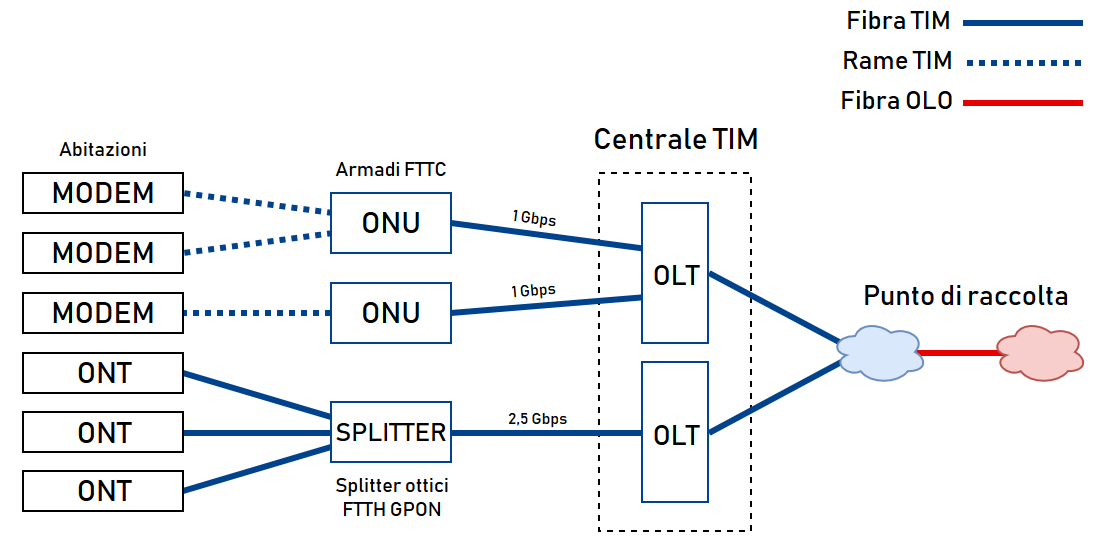 Fibra TIM
Rame TIM
Fibra OLO
Centrale TIM
Abitazioni
Armadi FTTC
MODEM
ONU
1 Gbps
MODEM
OLT
MODEM
ONU
1 Gbps
Punto di raccolta
ONT
ONT
SPLITTER
2,5 Gbps
OLT
ONT
Splitter ottici
FTTH GPON